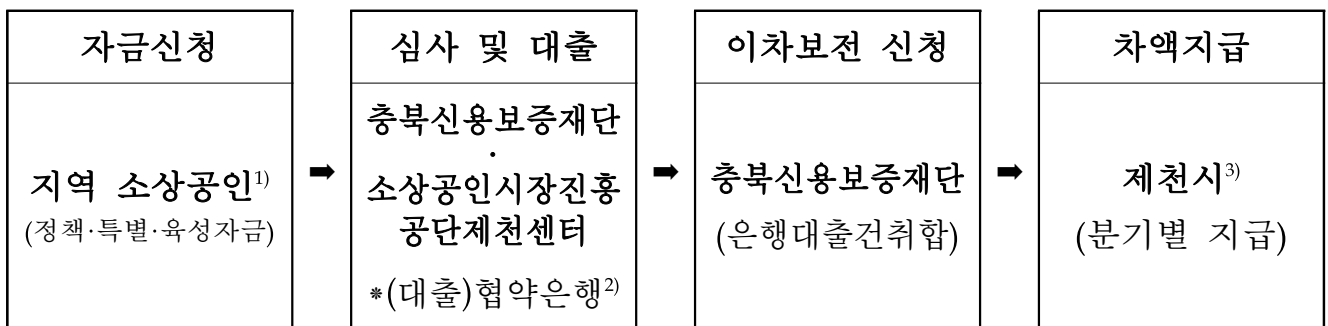 자금신청
지역 소상공인1)
(정책·특별·육성자금)
➡
심사 및 대출
충북신용보증재단
·
소상공인시장진흥
공단제천센터
*(대출)협약은행2)
➡
이차보전 신청
충북신용보증재단
(은행대출건취합)
➡
차액지급
제천시3)
(분기별 지급)